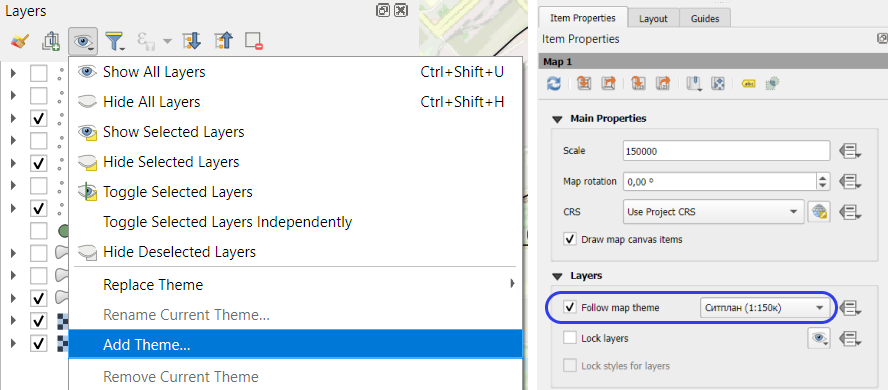 Layers
Show All Layers Ctrl+Shift+U
Hide All Layers Ctrl+Shift+H
Show Selected Layers
Hide Selected Layers
Toggle Selected Layers
Toggle Selected Layers Independently
Hide Deselected Layers
Replace Theme
Rename Current Theme...
Add Theme...
Remove Current Theme
Item Properties Layout Guides
Item Properties
Map 1
Main Properties
Scale 150000
Map rotation 0,00 °
CRS Use Project CRS
Draw map canvas items
Layers
Follow map theme Ситплан (1:150к)
Lock layers
Lock styles for layers